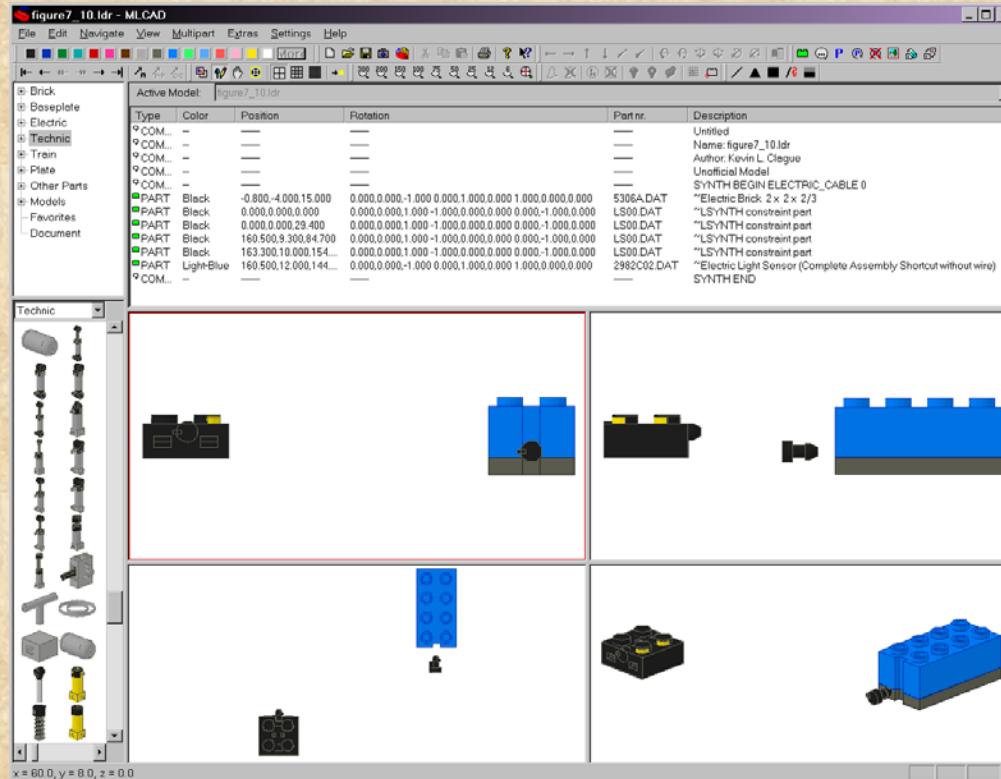 figure7_10.ldr - MLCAD
File Edit Navigate View Multipart Extras Settings Help
More
Brick
Baseplate
Electric
Technic
Train
Plate
Other Parts
Models
Favorites
Document
Active Model: figure7_10.ldr
Type Color Position Rotation Part nr. Description
COM... – —— —— —— Untitled
COM... – —— —— —— Name: figure7_10.ldr
COM... – —— —— —— Author: Kevin L. Clague
COM... – —— —— —— Unofficial Model
COM... – —— —— —— SYNTH BEGIN ELECTRIC_CABLE 0
PART Black -0.800,-4.000,15.000 0.000,0.000,-1.000 0.000,1.000,0.000 1.000,0.000,0.000 5306A.DAT ~Electric Brick 2 x 2 x 2/3
PART Black 0.000,0.000,0.000 0.000,0.000,1.000 -1.000,0.000,0.000 0.000,-1.000,0.000 LS00.DAT ~LSYNTH constraint part
PART Black 0.000,0.000,29.400 0.000,0.000,1.000 -1.000,0.000,0.000 0.000,-1.000,0.000 LS00.DAT ~LSYNTH constraint part
PART Black 160.500,9.300,84.700 0.000,0.000,1.000 -1.000,0.000,0.000 0.000,-1.000,0.000 LS00.DAT ~LSYNTH constraint part
PART Black 163.300,10.000,154.... 0.000,0.000,1.000 -1.000,0.000,0.000 0.000,-1.000,0.000 LS00.DAT ~LSYNTH constraint part
PART Light-Blue 160.500,12.000,144.... 0.000,0.000,-1.000 0.000,1.000,0.000 1.000,0.000,0.000 2982C02.DAT ~Electric Light Sensor (Complete Assembly Shortcut without wire)
COM... – —— —— —— SYNTH END
Technic
x = 60.0, y = 8.0, z = 0.0